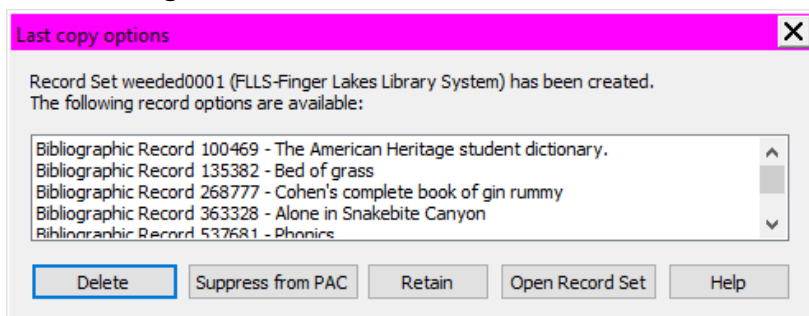 Last copy options
Record Set weeded0001 (FLLS-Finger Lakes Library System) has been created.
The following record options are available:
Bibliographic Record 100469 - The American Heritage student dictionary.
Bibliographic Record 135382 - Bed of grass
Bibliographic Record 268777 - Cohen's complete book of gin rummy
Bibliographic Record 363328 - Alone in Snakebite Canyon
Bibliographic Record 537681 - Phonics
Delete Suppress from PAC Retain Open Record Set Help